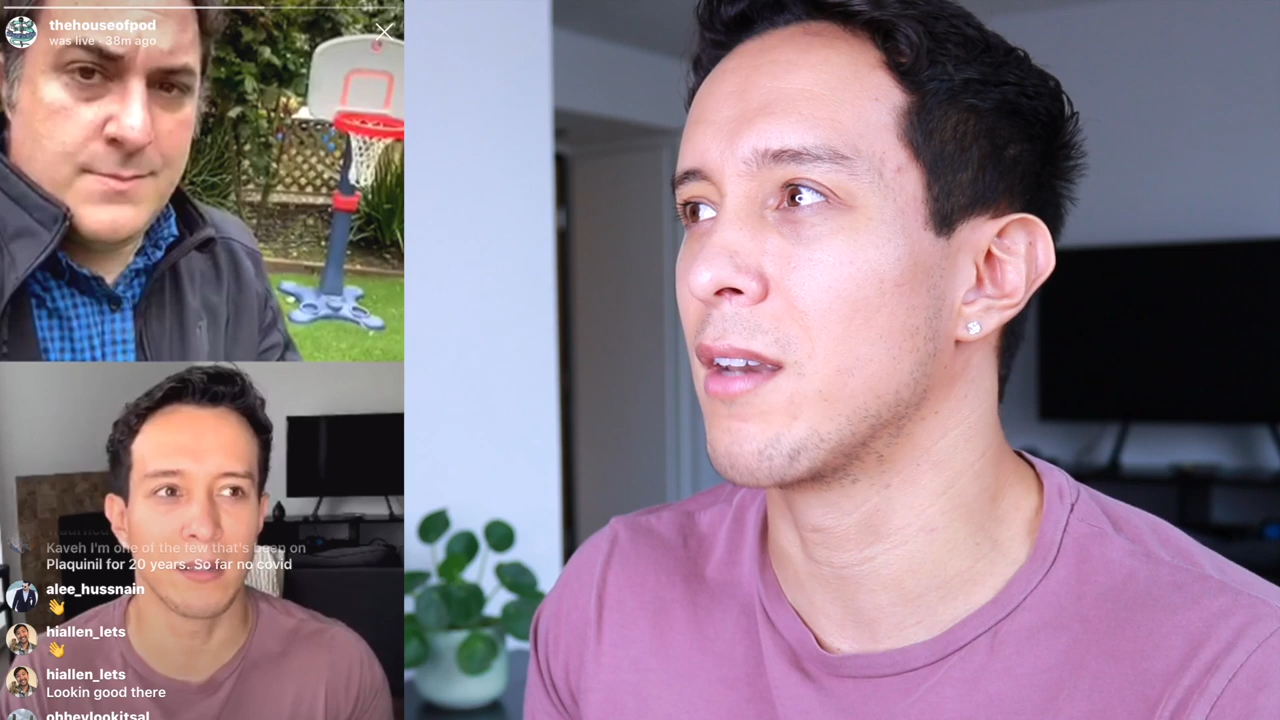 thehouseofpod
was live · 38m ago
Kaveh I'm one of the few that's been on
Plaquinil for 20 years. So far no covid
alee_hussnain
👋
hiallen_lets
👋
hiallen_lets
Lookin good there
ohheylookitsal